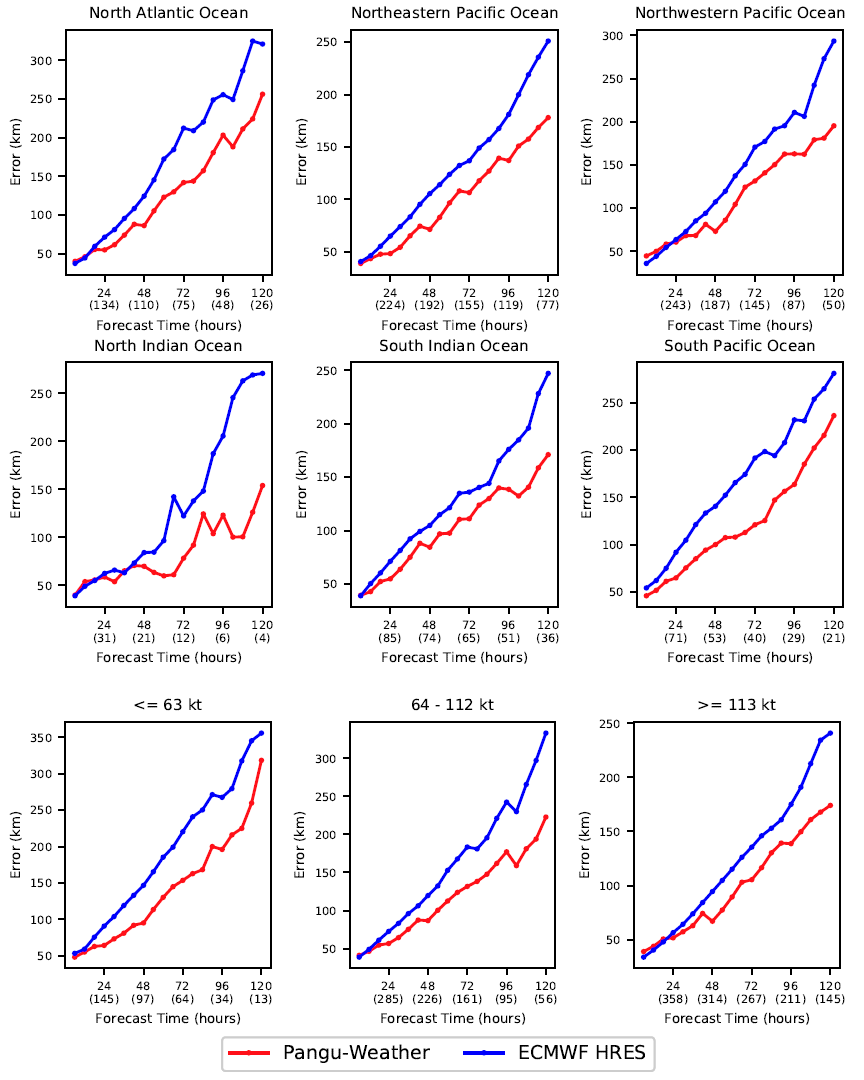 North Atlantic Ocean
Northeastern Pacific Ocean
Northwestern Pacific Ocean
Error (km)
300
250
200
150
100
50
Error (km)
250
200
150
100
50
Error (km)
300
250
200
150
100
50
24 48 72 96 120
(134) (110) (75) (48) (26)
Forecast Time (hours)
24 48 72 96 120
(224) (192) (155) (119) (77)
Forecast Time (hours)
24 48 72 96 120
(243) (187) (145) (87) (50)
Forecast Time (hours)
North Indian Ocean
South Indian Ocean
South Pacific Ocean
Error (km)
250
200
150
100
50
Error (km)
250
200
150
100
50
Error (km)
250
200
150
100
50
24 48 72 96 120
(31) (21) (12) (6) (4)
Forecast Time (hours)
24 48 72 96 120
(85) (74) (65) (51) (36)
Forecast Time (hours)
24 48 72 96 120
(71) (53) (40) (29) (21)
Forecast Time (hours)
<= 63 kt
64 - 112 kt
>= 113 kt
Error (km)
350
300
250
200
150
100
50
Error (km)
300
250
200
150
100
50
Error (km)
250
200
150
100
50
24 48 72 96 120
(145) (97) (64) (34) (13)
Forecast Time (hours)
24 48 72 96 120
(285) (226) (161) (95) (56)
Forecast Time (hours)
24 48 72 96 120
(358) (314) (267) (211) (145)
Forecast Time (hours)
Pangu-Weather
ECMWF HRES